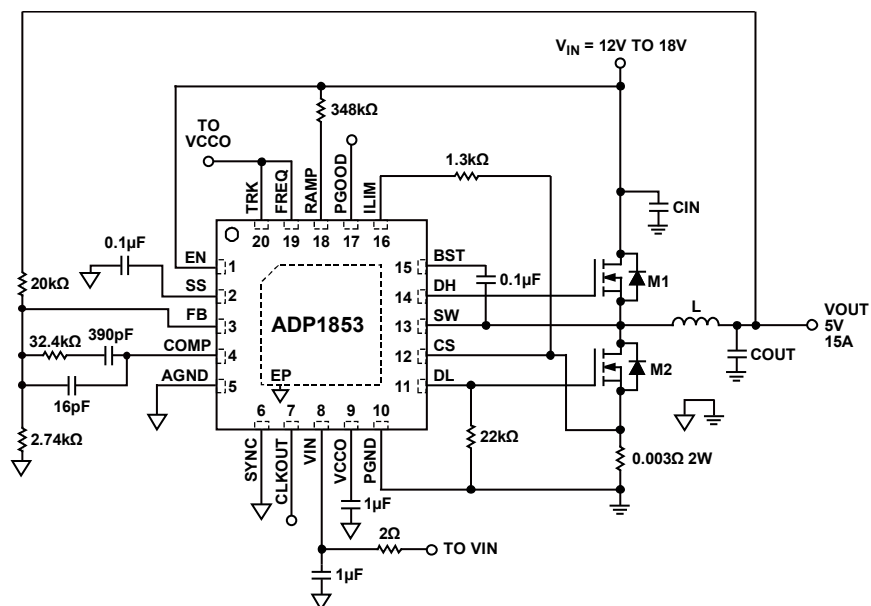 V_IN = 12V TO 18V
348kΩ
TO
VCCO
1.3kΩ
TRK
FREQ
RAMP
PGOOD
ILIM
CIN
20
19
18
17
16
0.1µF
EN
1
15
BST
SS
2
0.1µF
M1
20kΩ
14
DH
FB
3
ADP1853
13
SW
L
VOUT
5V
15A
390pF
32.4kΩ
COMP
4
12
CS
COUT
M2
AGND
5
EP
11
DL
16pF
6
7
8
9
10
2.74kΩ
22kΩ
0.003Ω 2W
SYNC
CLKOUT
VIN
VCCO
PGND
1µF
2Ω
TO VIN
1µF